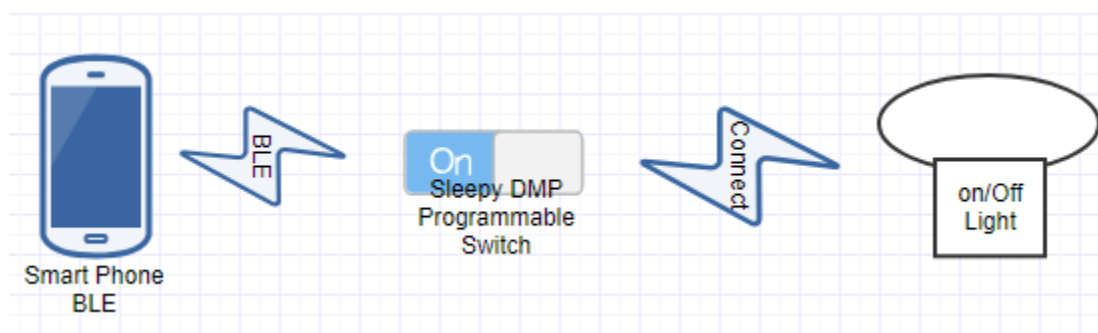 Smart Phone
BLE
BLE
On
Sleepy DMP
Programmable
Switch
Connect
on/Off
Light